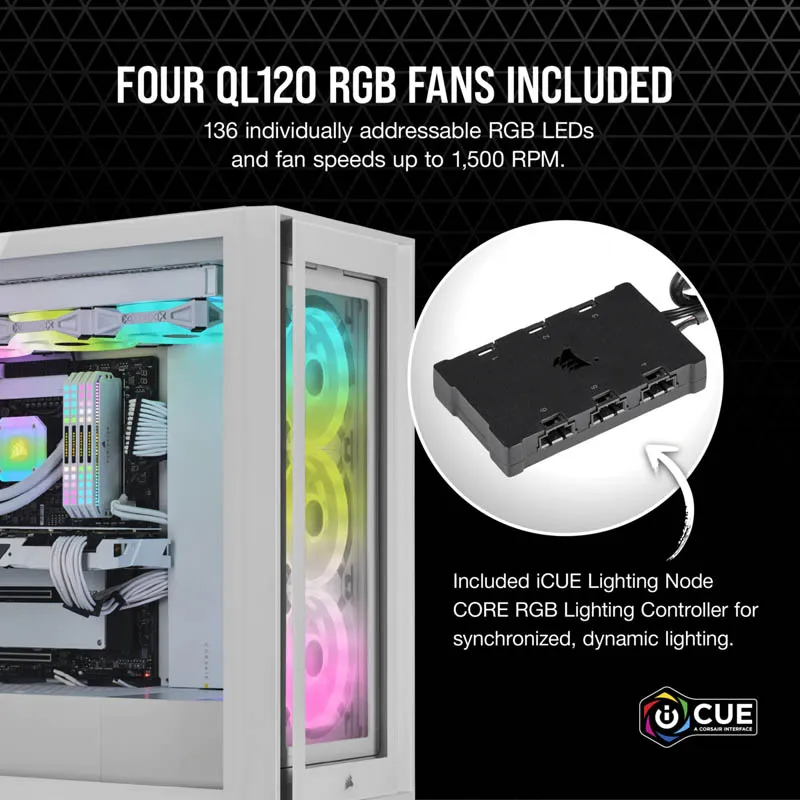 FOUR QL120 RGB FANS INCLUDED
136 individually addressable RGB LEDs
and fan speeds up to 1,500 RPM.
Included iCUE Lighting Node
CORE RGB Lighting Controller for
synchronized, dynamic lighting.
iCUE
A CORSAIR INTERFACE